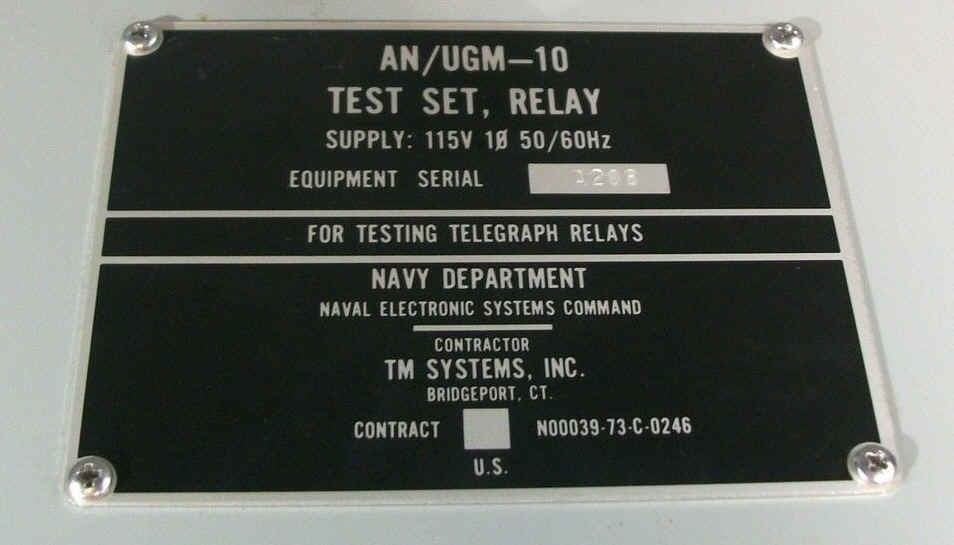 AN/UGM-10
TEST SET, RELAY
SUPPLY: 115V 1Ø 50/60Hz
EQUIPMENT SERIAL A208
FOR TESTING TELEGRAPH RELAYS
NAVY DEPARTMENT
NAVAL ELECTRONIC SYSTEMS COMMAND
CONTRACTOR
TM SYSTEMS, INC.
BRIDGEPORT, CT.
CONTRACT N00039-73-C-0246
U.S.